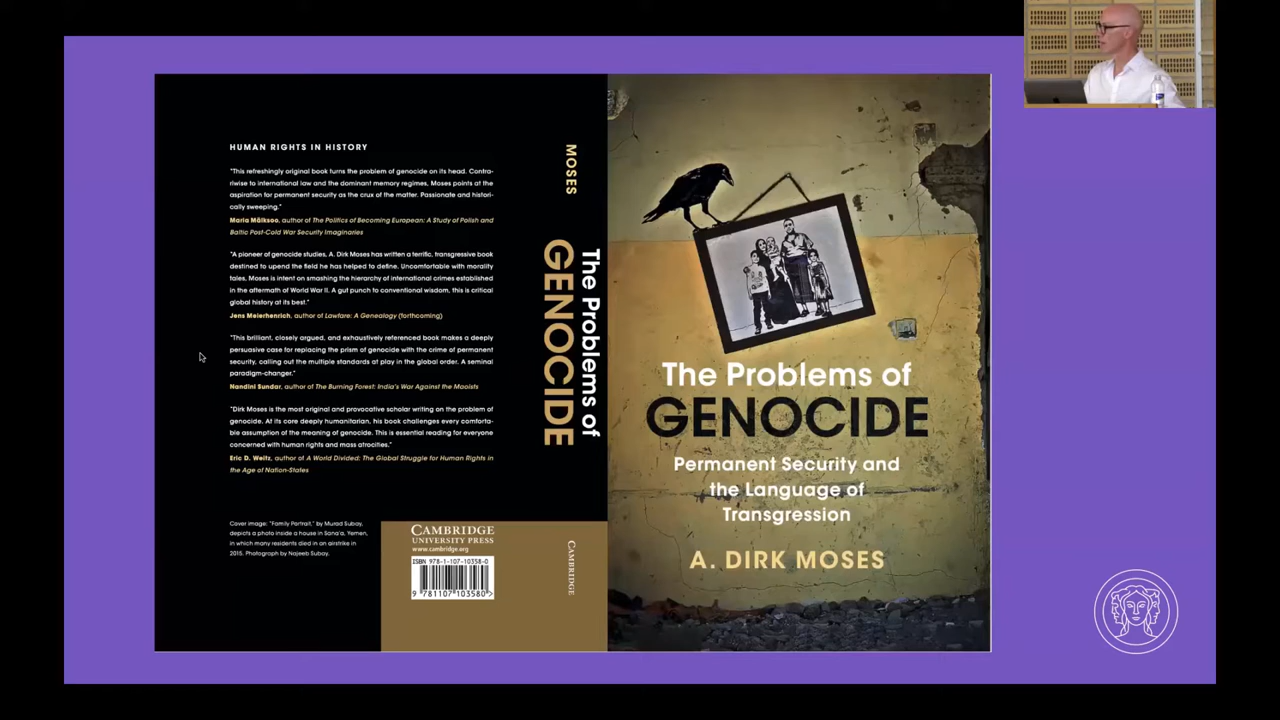 HUMAN RIGHTS IN HISTORY
"This refreshingly original book turns the problem of genocide on its head. Contra-
riwise to international law and the dominant memory regimes, Moses points at the
aspiration for permanent security as the crux of the matter. Passionate and histori-
cally sweeping."
Maria Mälksoo, author of The Politics of Becoming European: A Study of Polish and
Baltic Post-Cold War Security Imaginaries
"A pioneer of genocide studies, A. Dirk Moses has written a terrific, transgressive book
destined to upend the field he has helped to define. Uncomfortable with morality
tales, Moses is intent on smashing the hierarchy of international crimes established
in the aftermath of World War II. A gut punch to conventional wisdom, this is critical
global history at its best."
Jens Meierhenrich, author of Lawfare: A Genealogy (forthcoming)
"This brilliant, closely argued, and exhaustively referenced book makes a deeply
persuasive case for replacing the prism of genocide with the crime of permanent
security, calling out the multiple standards at play in the global order. A seminal
paradigm-changer."
Nandini Sundar, author of The Burning Forest: India's War Against the Maoists
"Dirk Moses is the most original and provocative scholar writing on the problem of
genocide. At its core deeply humanitarian, his book challenges every comforta-
ble assumption of the meaning of genocide. This is essential reading for everyone
concerned with human rights and mass atrocities."
Eric D. Weitz, author of A World Divided: The Global Struggle for Human Rights in
the Age of Nation-States
Cover image: "Family Portrait," by Murad Subay,
depicts a photo inside a house in Sana'a, Yemen,
in which many residents died in an airstrike in
2015. Photograph by Najeeb Subay.
CAMBRIDGE
UNIVERSITY PRESS
www.cambridge.org
ISBN 978-1-107-10358-0
9 781107 103580>
MOSES
The Problems of
GENOCIDE
CAMBRIDGE
The Problems of
GENOCIDE
Permanent Security and
the Language of
Transgression
A. DIRK MOSES